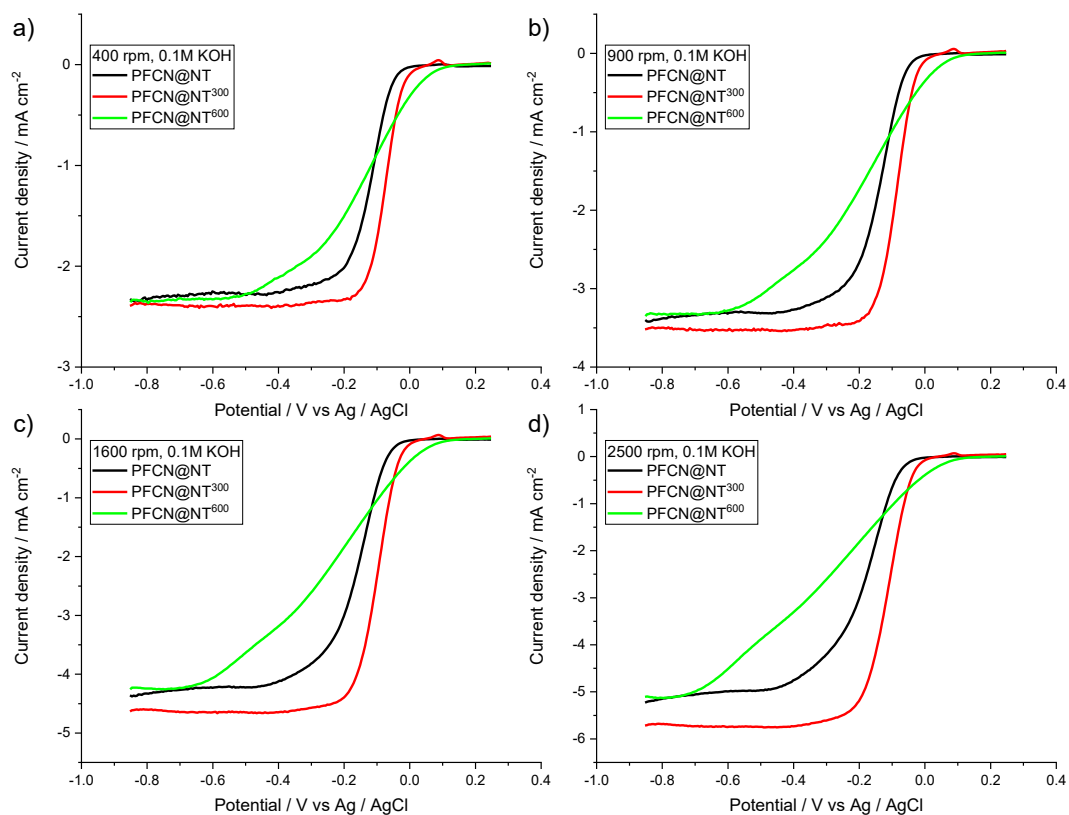 a)
400 rpm, 0.1M KOH
PFCN@NT
PFCN@NT³⁰⁰
PFCN@NT⁶⁰⁰
0
-1
-2
-3
-1.0 -0.8 -0.6 -0.4 -0.2 0.0 0.2 0.4
Current density / mA cm⁻²
Potential / V vs Ag / AgCl
b)
900 rpm, 0.1M KOH
PFCN@NT
PFCN@NT³⁰⁰
PFCN@NT⁶⁰⁰
0
-1
-2
-3
-4
-1.0 -0.8 -0.6 -0.4 -0.2 0.0 0.2 0.4
Current density / mA cm⁻²
Potential / V vs Ag / AgCl
c)
1600 rpm, 0.1M KOH
PFCN@NT
PFCN@NT³⁰⁰
PFCN@NT⁶⁰⁰
0
-1
-2
-3
-4
-5
-1.0 -0.8 -0.6 -0.4 -0.2 0.0 0.2 0.4
Current density / mA cm⁻²
Potential / V vs Ag / AgCl
d)
2500 rpm, 0.1M KOH
PFCN@NT
PFCN@NT³⁰⁰
PFCN@NT⁶⁰⁰
1
0
-1
-2
-3
-4
-5
-6
-1.0 -0.8 -0.6 -0.4 -0.2 0.0 0.2 0.4
Current density / mA cm⁻²
Potential / V vs Ag / AgCl